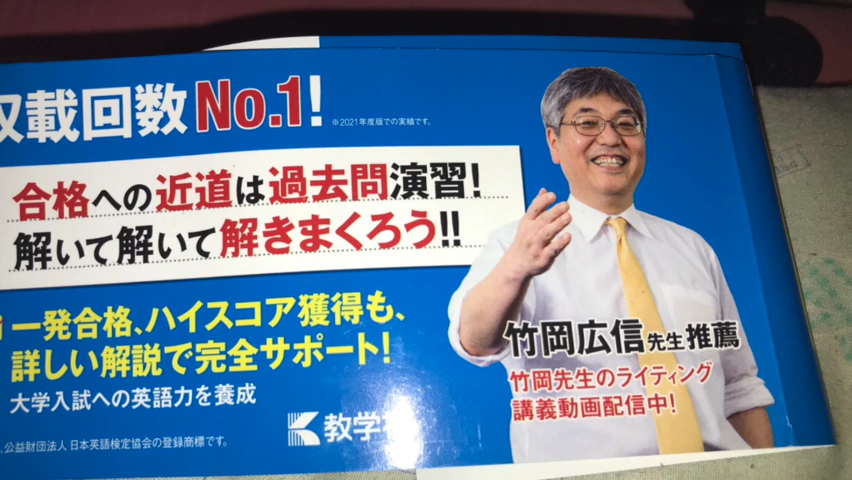 収載回数No.1!
※2021年度版での実績です。
合格への近道は過去問演習!
解いて解いて解きまくろう!!
一発合格、ハイスコア獲得も、
詳しい解説で完全サポート!
大学入試への英語力を養成
教学社
公益財団法人 日本英語検定協会の登録商標です。
竹岡広信先生推薦
竹岡先生のライティング
講義動画配信中!